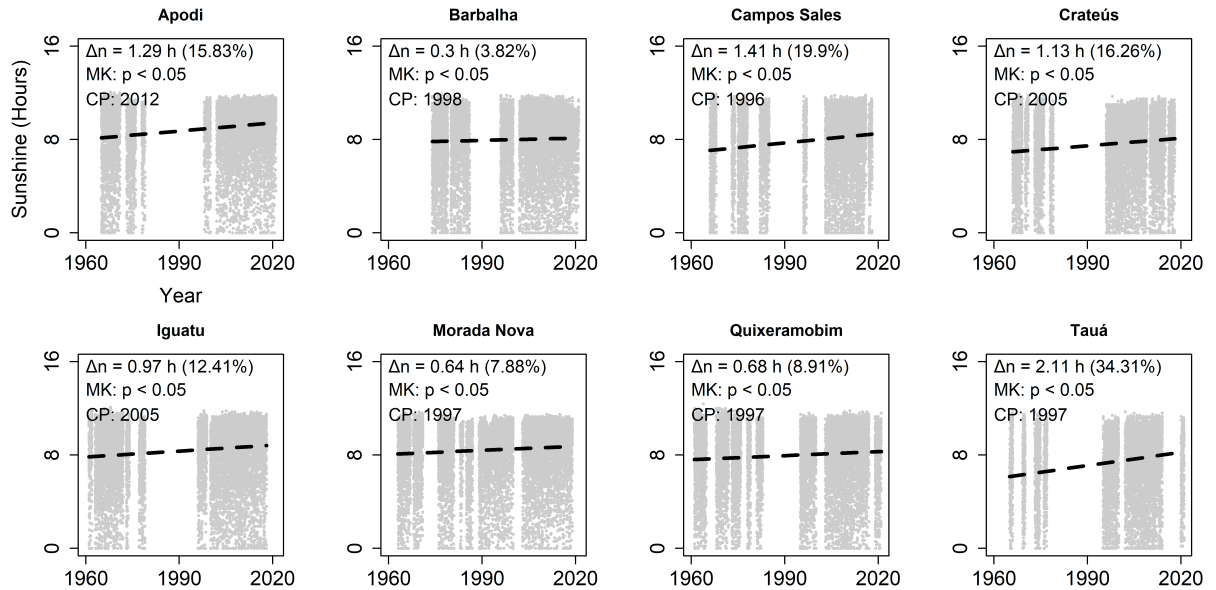 Apodi
Δn = 1.29 h (15.83%)
MK: p < 0.05
CP: 2012
16
8
0
Sunshine (Hours)
1960 1990 2020
Year
Barbalha
Δn = 0.3 h (3.82%)
MK: p < 0.05
CP: 1998
16
8
0
1960 1990 2020
Campos Sales
Δn = 1.41 h (19.9%)
MK: p < 0.05
CP: 1996
16
8
0
1960 1990 2020
Crateús
Δn = 1.13 h (16.26%)
MK: p < 0.05
CP: 2005
16
8
0
1960 1990 2020
Iguatu
Δn = 0.97 h (12.41%)
MK: p < 0.05
CP: 2005
16
8
0
1960 1990 2020
Morada Nova
Δn = 0.64 h (7.88%)
MK: p < 0.05
CP: 1997
16
8
0
1960 1990 2020
Quixeramobim
Δn = 0.68 h (8.91%)
MK: p < 0.05
CP: 1997
16
8
0
1960 1990 2020
Tauá
Δn = 2.11 h (34.31%)
MK: p < 0.05
CP: 1997
16
8
0
1960 1990 2020